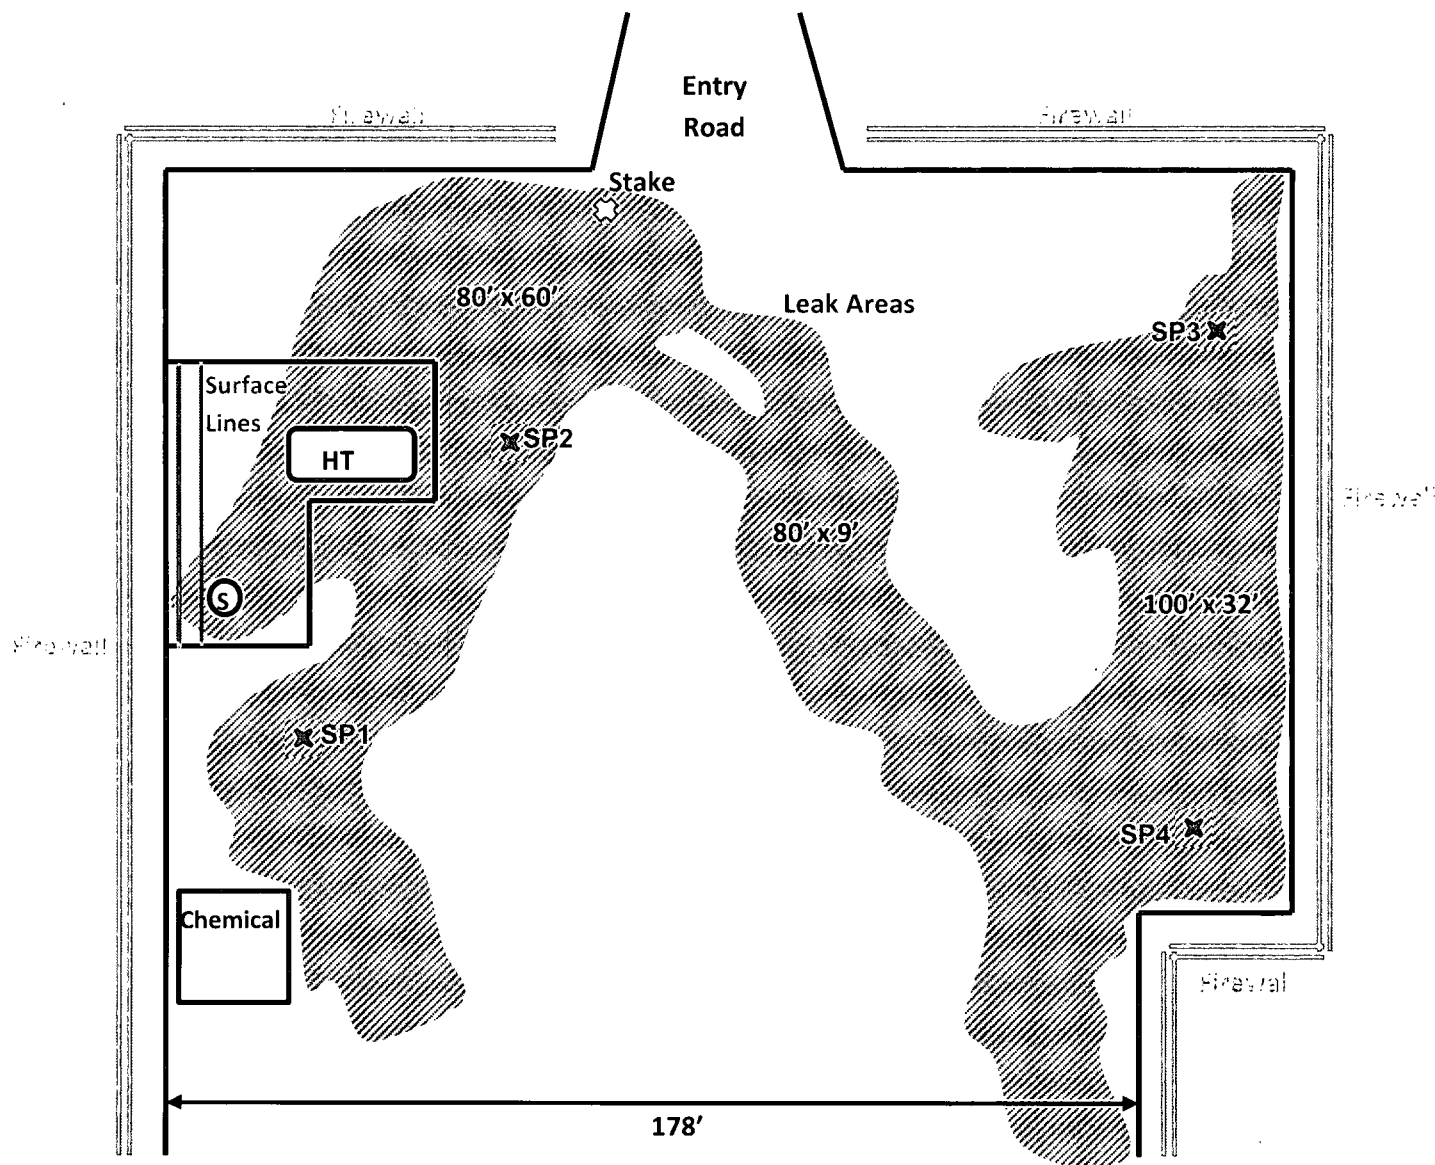 Entry
Road
Firewall
Firewall
Stake
80' x 60'
Leak Areas
SP3
Surface
Lines
SP2
HT
Firewall
80' x 9'
S
100' x 32'
Firewall
SP1
SP4
Chemical
Firewal
178'